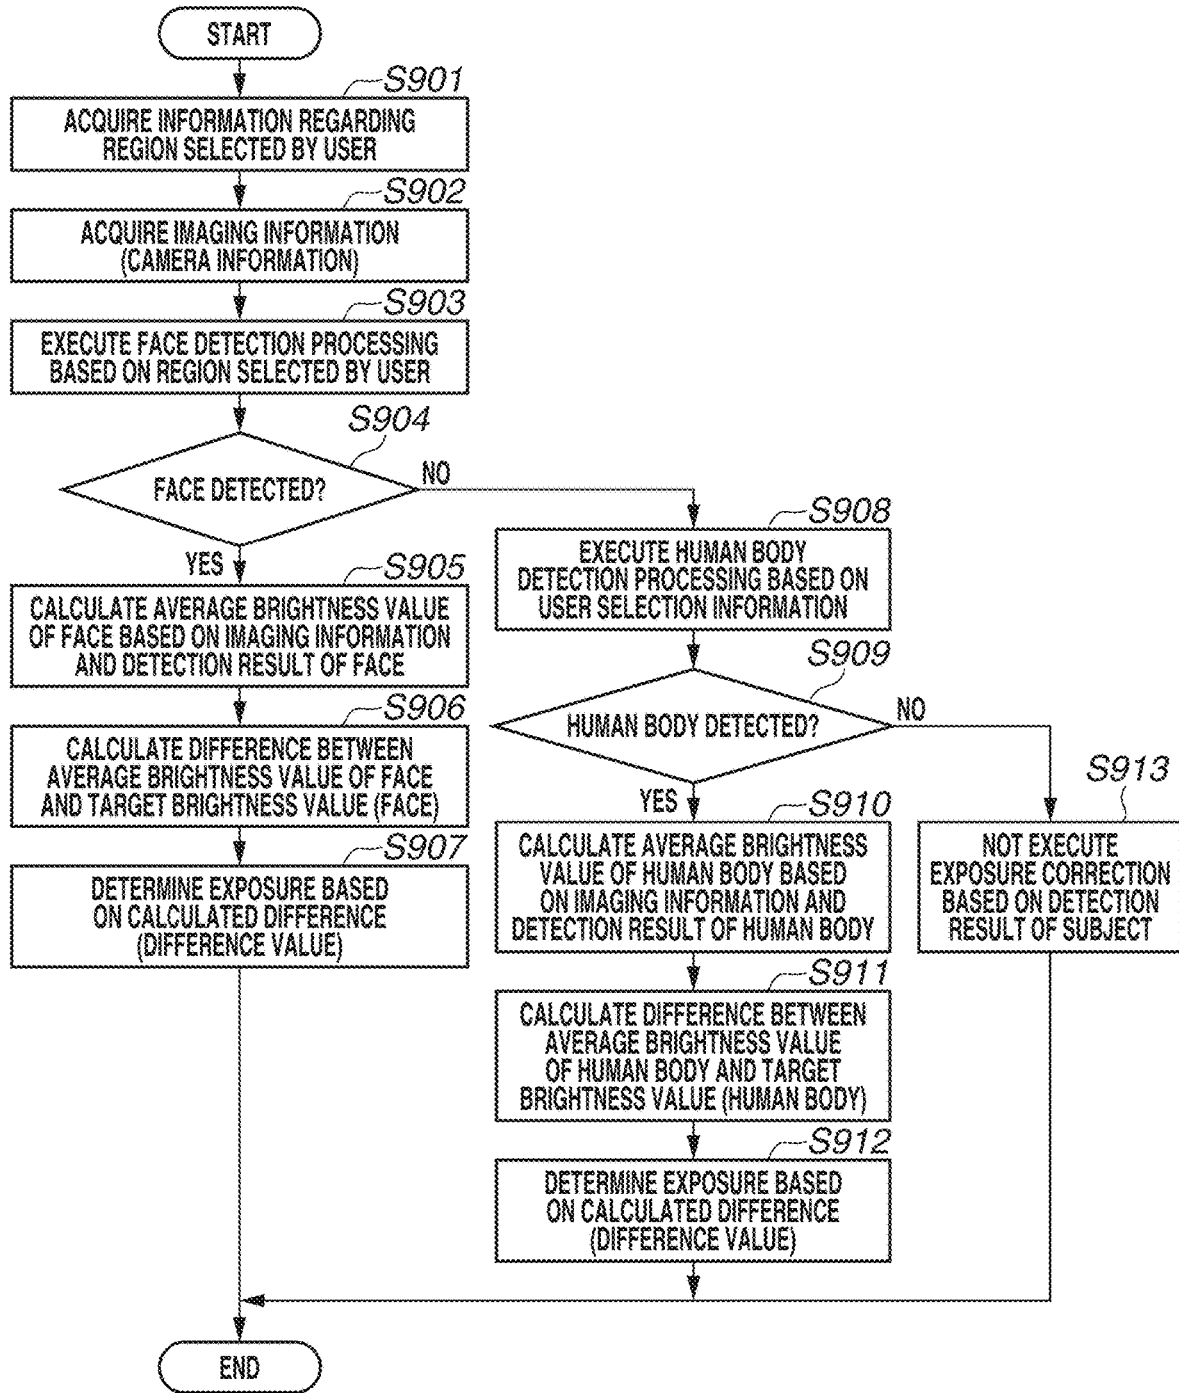 START
S901
ACQUIRE INFORMATION REGARDING
REGION SELECTED BY USER
S902
ACQUIRE IMAGING INFORMATION
(CAMERA INFORMATION)
S903
EXECUTE FACE DETECTION PROCESSING
BASED ON REGION SELECTED BY USER
S904
FACE DETECTED?
NO
YES
S905
CALCULATE AVERAGE BRIGHTNESS VALUE
OF FACE BASED ON IMAGING INFORMATION
AND DETECTION RESULT OF FACE
S906
CALCULATE DIFFERENCE BETWEEN
AVERAGE BRIGHTNESS VALUE OF FACE
AND TARGET BRIGHTNESS VALUE (FACE)
S907
DETERMINE EXPOSURE BASED
ON CALCULATED DIFFERENCE
(DIFFERENCE VALUE)
S908
EXECUTE HUMAN BODY
DETECTION PROCESSING BASED ON
USER SELECTION INFORMATION
S909
HUMAN BODY DETECTED?
NO
YES
S910
CALCULATE AVERAGE BRIGHTNESS
VALUE OF HUMAN BODY BASED
ON IMAGING INFORMATION AND
DETECTION RESULT OF HUMAN BODY
S911
CALCULATE DIFFERENCE BETWEEN
AVERAGE BRIGHTNESS VALUE
OF HUMAN BODY AND TARGET
BRIGHTNESS VALUE (HUMAN BODY)
S912
DETERMINE EXPOSURE BASED
ON CALCULATED DIFFERENCE
(DIFFERENCE VALUE)
S913
NOT EXECUTE
EXPOSURE CORRECTION
BASED ON DETECTION
RESULT OF SUBJECT
END